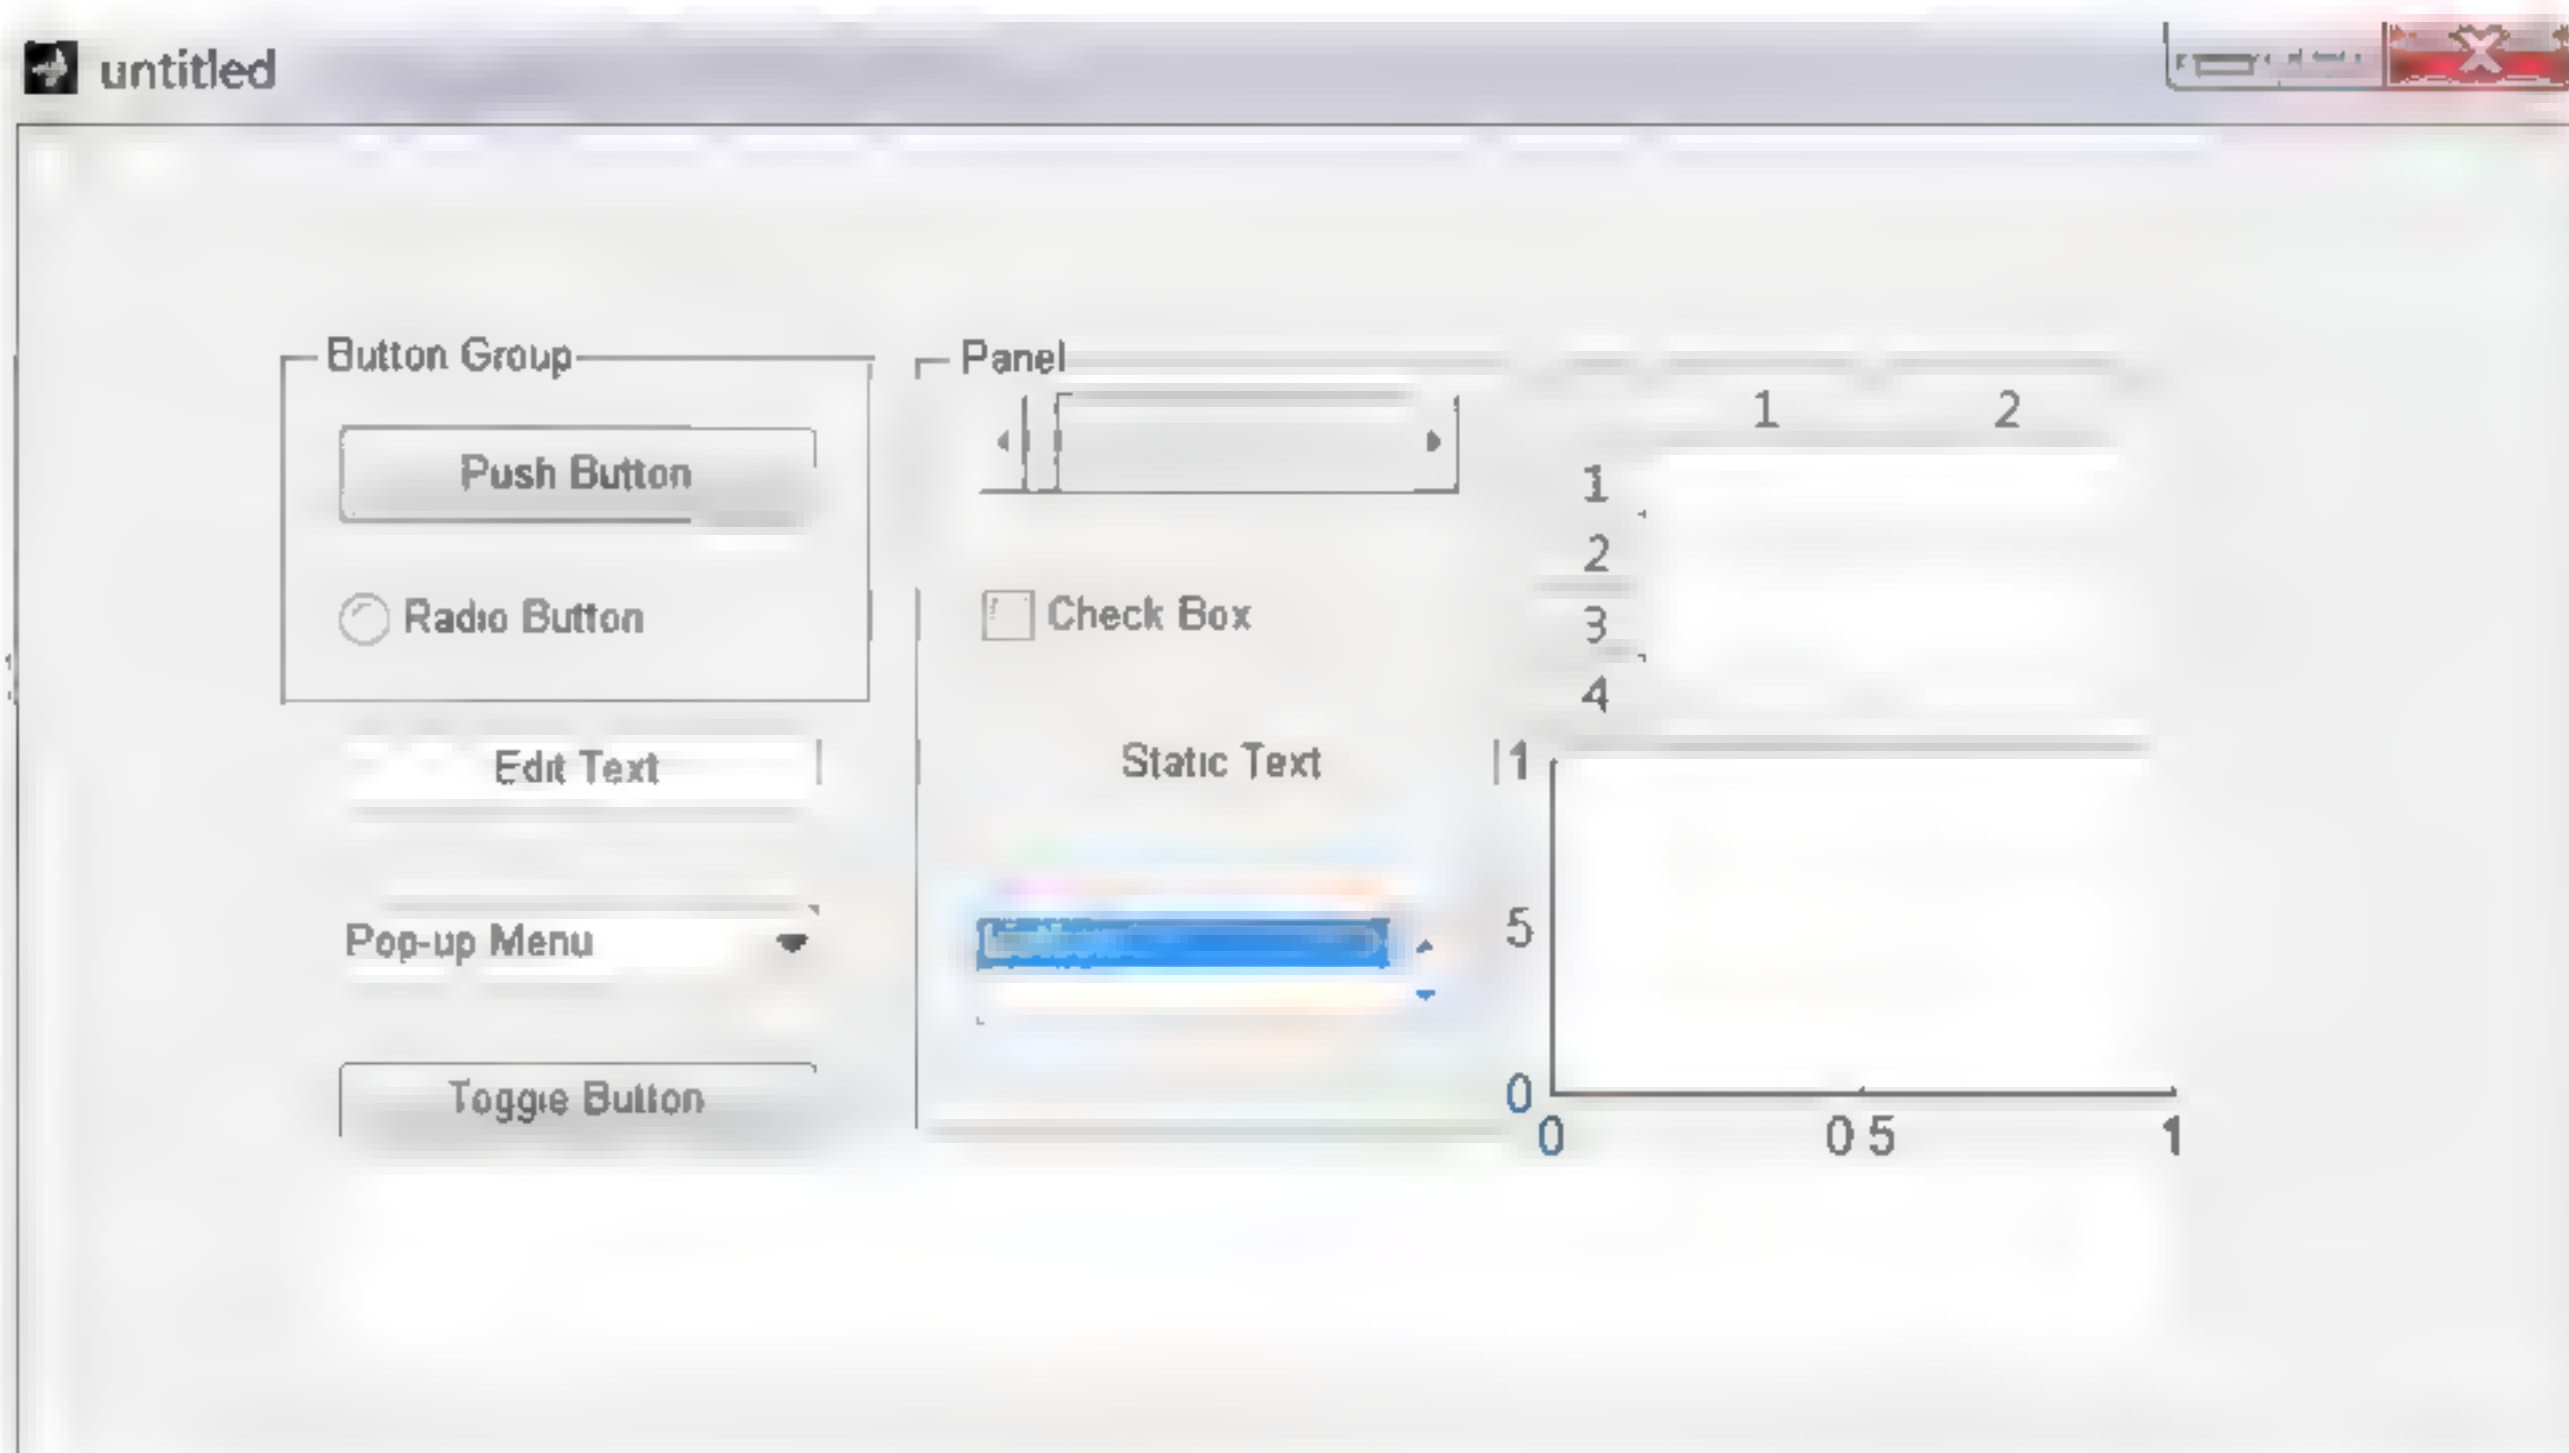 untitled
Button Group
Push Button
Radio Button
Edit Text
Pop-up Menu
Toggle Button
Panel
Check Box
Static Text
1 2
1
2
3
4
1
5
0
0 0 5 1